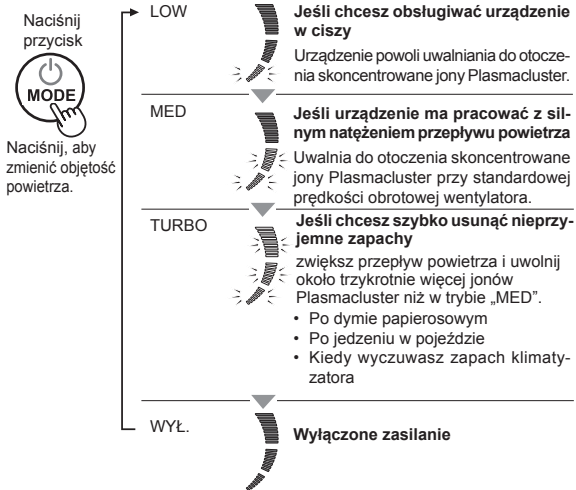 Naciśnij
przycisk
MODE
Naciśnij, aby
zmienić objętość
powietrza.
LOW
Jeśli chcesz obsługiwać urządzenie
w ciszy
Urządzenie powoli uwalniania do otocze-
nia skoncentrowane jony Plasmacluster.
MED
Jeśli urządzenie ma pracować z sil-
nym natężeniem przepływu powietrza
Uwalnia do otoczenia skoncentrowane
jony Plasmacluster przy standardowej
prędkości obrotowej wentylatora.
TURBO
Jeśli chcesz szybko usunąć nieprzy-
jemne zapachy
zwiększ przepływ powietrza i uwolnij
około trzykrotnie więcej jonów
Plasmacluster niż w trybie „MED”.
• Po dymie papierosowym
• Po jedzeniu w pojeździe
• Kiedy wyczuwasz zapach klimaty-
zatora
WYŁ.
Wyłączone zasilanie